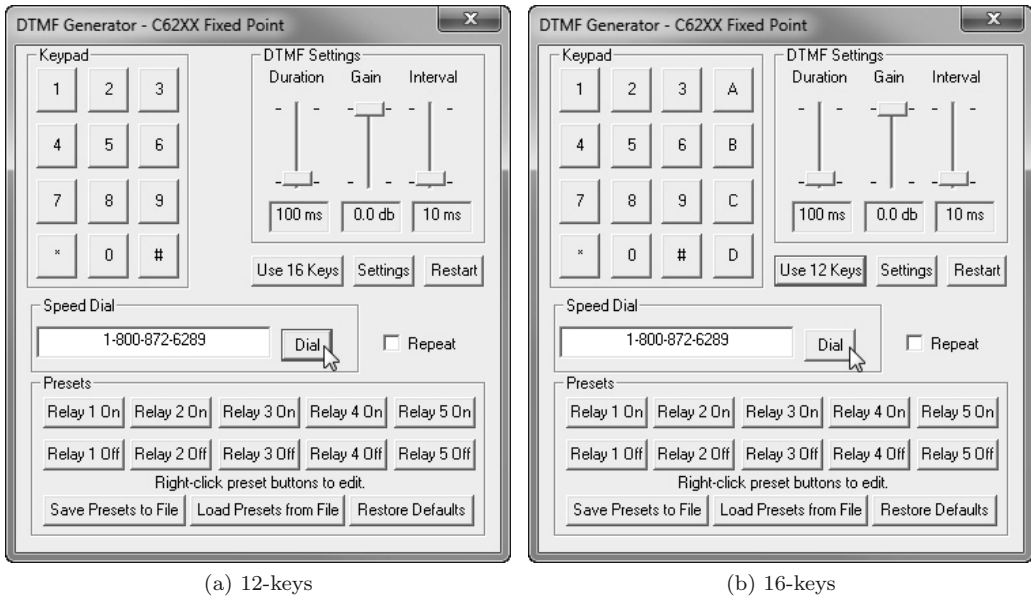 DTMF Generator - C62XX Fixed Point
x
Keypad
1 2 3
4 5 6
7 8 9
* 0 #
DTMF Settings
Duration Gain Interval
100 ms 0.0 db 10 ms
Use 16 Keys Settings Restart
Speed Dial
1-800-872-6289 Dial Repeat
Presets
Relay 1 On Relay 2 On Relay 3 On Relay 4 On Relay 5 On
Relay 1 Off Relay 2 Off Relay 3 Off Relay 4 Off Relay 5 Off
Right-click preset buttons to edit.
Save Presets to File Load Presets from File Restore Defaults
(a) 12-keys
DTMF Generator - C62XX Fixed Point
x
Keypad
1 2 3 A
4 5 6 B
7 8 9 C
* 0 # D
DTMF Settings
Duration Gain Interval
100 ms 0.0 db 10 ms
Use 12 Keys Settings Restart
Speed Dial
1-800-872-6289 Dial Repeat
Presets
Relay 1 On Relay 2 On Relay 3 On Relay 4 On Relay 5 On
Relay 1 Off Relay 2 Off Relay 3 Off Relay 4 Off Relay 5 Off
Right-click preset buttons to edit.
Save Presets to File Load Presets from File Restore Defaults
(b) 16-keys